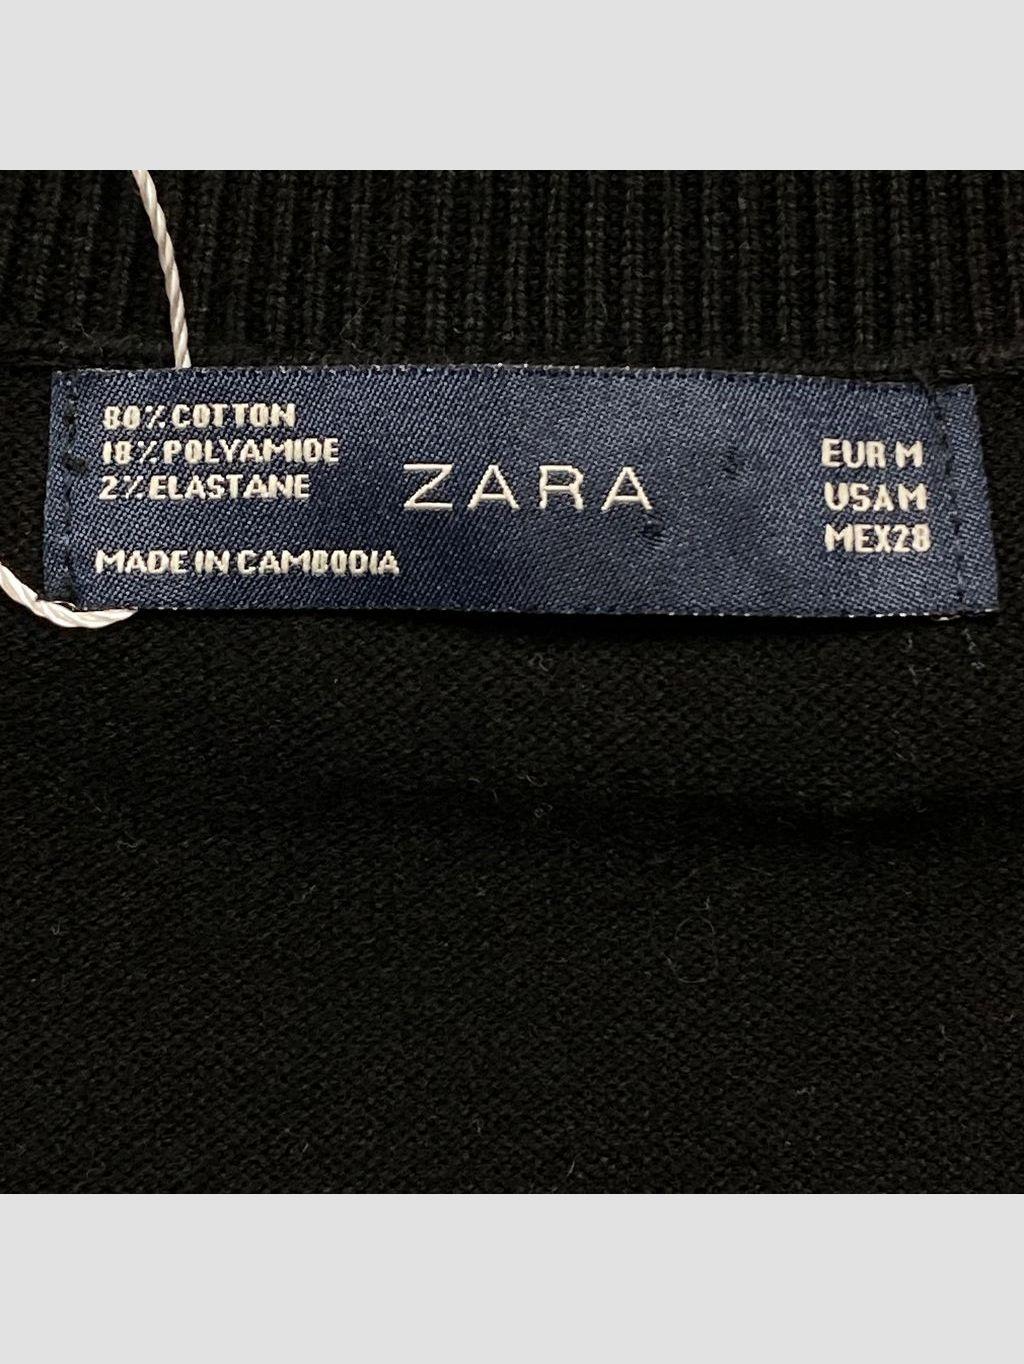 80% COTTON
18% POLYAMIDE
2% ELASTANE
MADE IN CAMBODIA
ZARA
EUR M
USA M
MEX 28